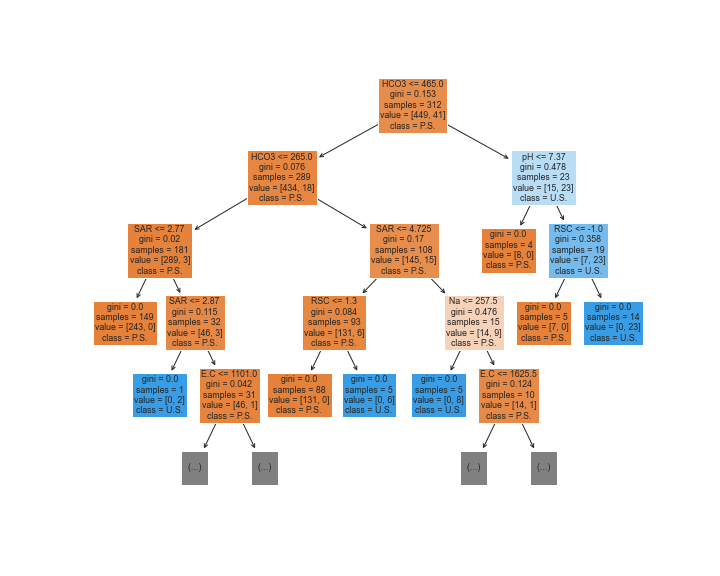 HCO3 <= 465.0
gini = 0.153
samples = 312
value = [449, 41]
class = P.S.
HCO3 <= 265.0
gini = 0.076
samples = 289
value = [434, 18]
class = P.S.
pH <= 7.37
gini = 0.478
samples = 23
value = [15, 23]
class = U.S.
SAR <= 2.77
gini = 0.02
samples = 181
value = [289, 3]
class = P.S.
SAR <= 4.725
gini = 0.17
samples = 108
value = [145, 15]
class = P.S.
gini = 0.0
samples = 4
value = [8, 0]
class = P.S.
RSC <= -1.0
gini = 0.358
samples = 19
value = [7, 23]
class = U.S.
gini = 0.0
samples = 149
value = [243, 0]
class = P.S.
SAR <= 2.87
gini = 0.115
samples = 32
value = [46, 3]
class = P.S.
RSC <= 1.3
gini = 0.084
samples = 93
value = [131, 6]
class = P.S.
Na <= 257.5
gini = 0.476
samples = 15
value = [14, 9]
class = P.S.
gini = 0.0
samples = 5
value = [7, 0]
class = P.S.
gini = 0.0
samples = 14
value = [0, 23]
class = U.S.
gini = 0.0
samples = 1
value = [0, 2]
class = U.S.
E.C <= 1101.0
gini = 0.042
samples = 31
value = [46, 1]
class = P.S.
gini = 0.0
samples = 88
value = [131, 0]
class = P.S.
gini = 0.0
samples = 5
value = [0, 6]
class = U.S.
gini = 0.0
samples = 5
value = [0, 8]
class = U.S.
E.C <= 1625.5
gini = 0.124
samples = 10
value = [14, 1]
class = P.S.
(...)
(...)
(...)
(...)